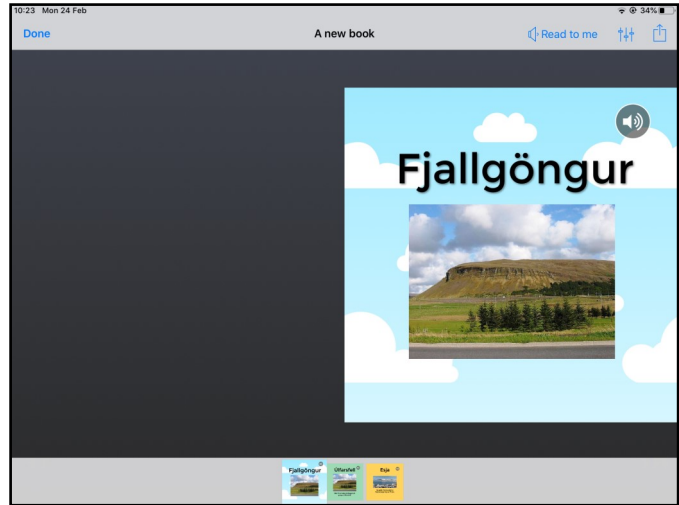 10:23 Mon 24 Feb
34%
Done
A new book
Read to me
Fjallgöngur
Fjallgöngur
Úlfarsfell
Esja